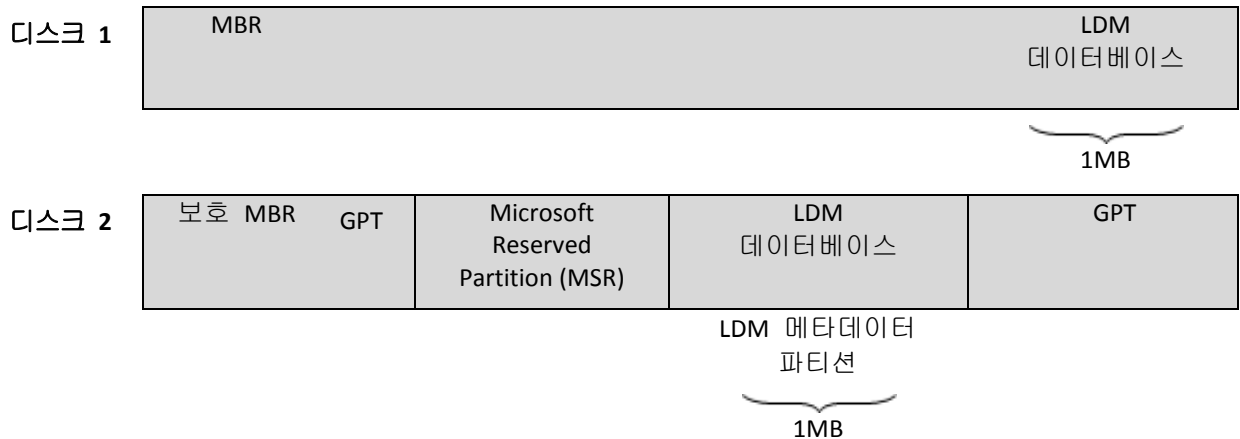 디스크 1
MBR
LDM
데이터베이스
1MB
디스크 2
보호 MBR
GPT
Microsoft
Reserved
Partition (MSR)
LDM
데이터베이스
GPT
LDM 메타데이터
파티션
1MB